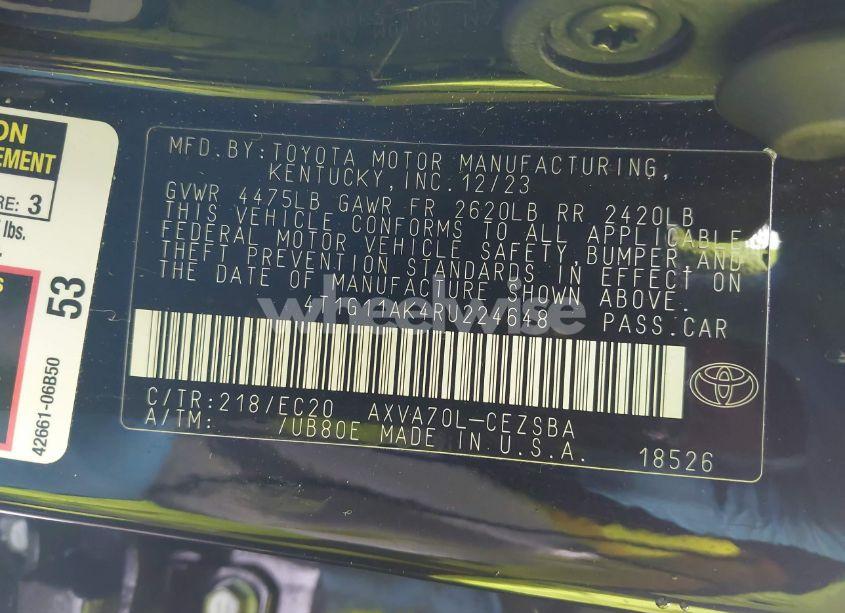 ON
EMENT
RE: 3
lbs.
53
42661-06B50
MFD.BY:TOYOTA MOTOR MANUFACTURING,
KENTUCKY,INC.12/23
GVWR 4475LB GAWR FR 2620LB RR 2420LB
THIS VEHICLE CONFORMS TO ALL APPLICABLE
FEDERAL MOTOR VEHICLE SAFETY,BUMPER AND
THEFT PREVENTION STANDARDS IN EFFECT ON
THE DATE OF MANUFACTURE SHOWN ABOVE.
4T1G11AK4RU224648 PASS.CAR
C/TR:218/EC20 AXVA70L-CEZSBA
A/TM: /UB80E MADE IN U.S.A. 18526
wheelwise